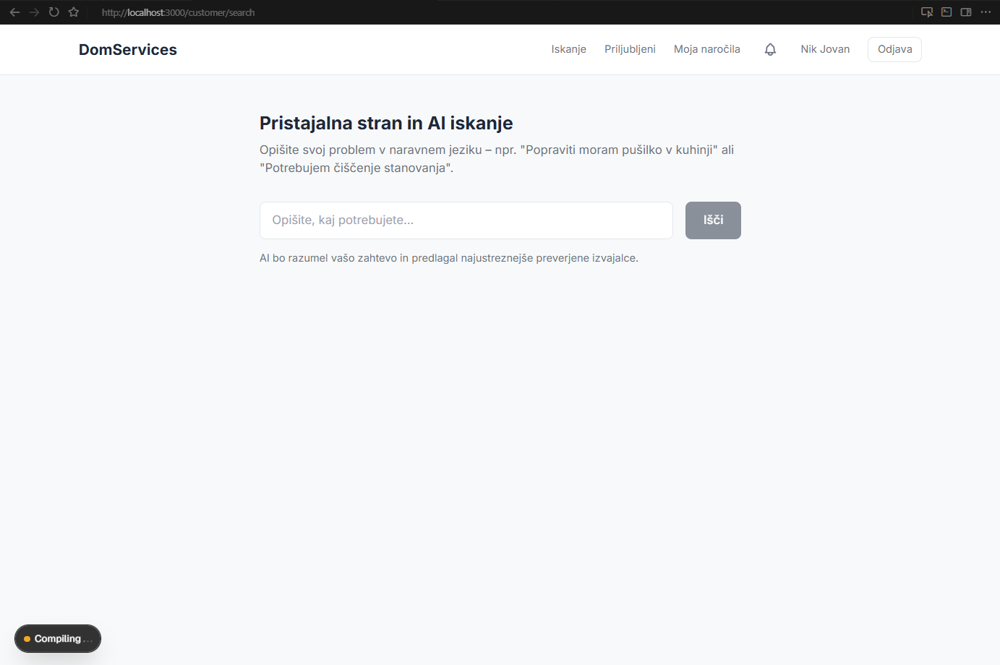 http://localhost:3000/customer/search
DomServices
Iskanje
Priljubljeni
Moja naročila
Nik Jovan
Odjava
Pristajalna stran in AI iskanje
Opišite svoj problem v naravnem jeziku – npr. "Popraviti moram pušilko v kuhinji" ali
"Potrebujem čiščenje stanovanja".
Opišite, kaj potrebujete...
Išči
AI bo razumel vašo zahtevo in predlagal najustreznejše preverjene izvajalce.
Compiling...